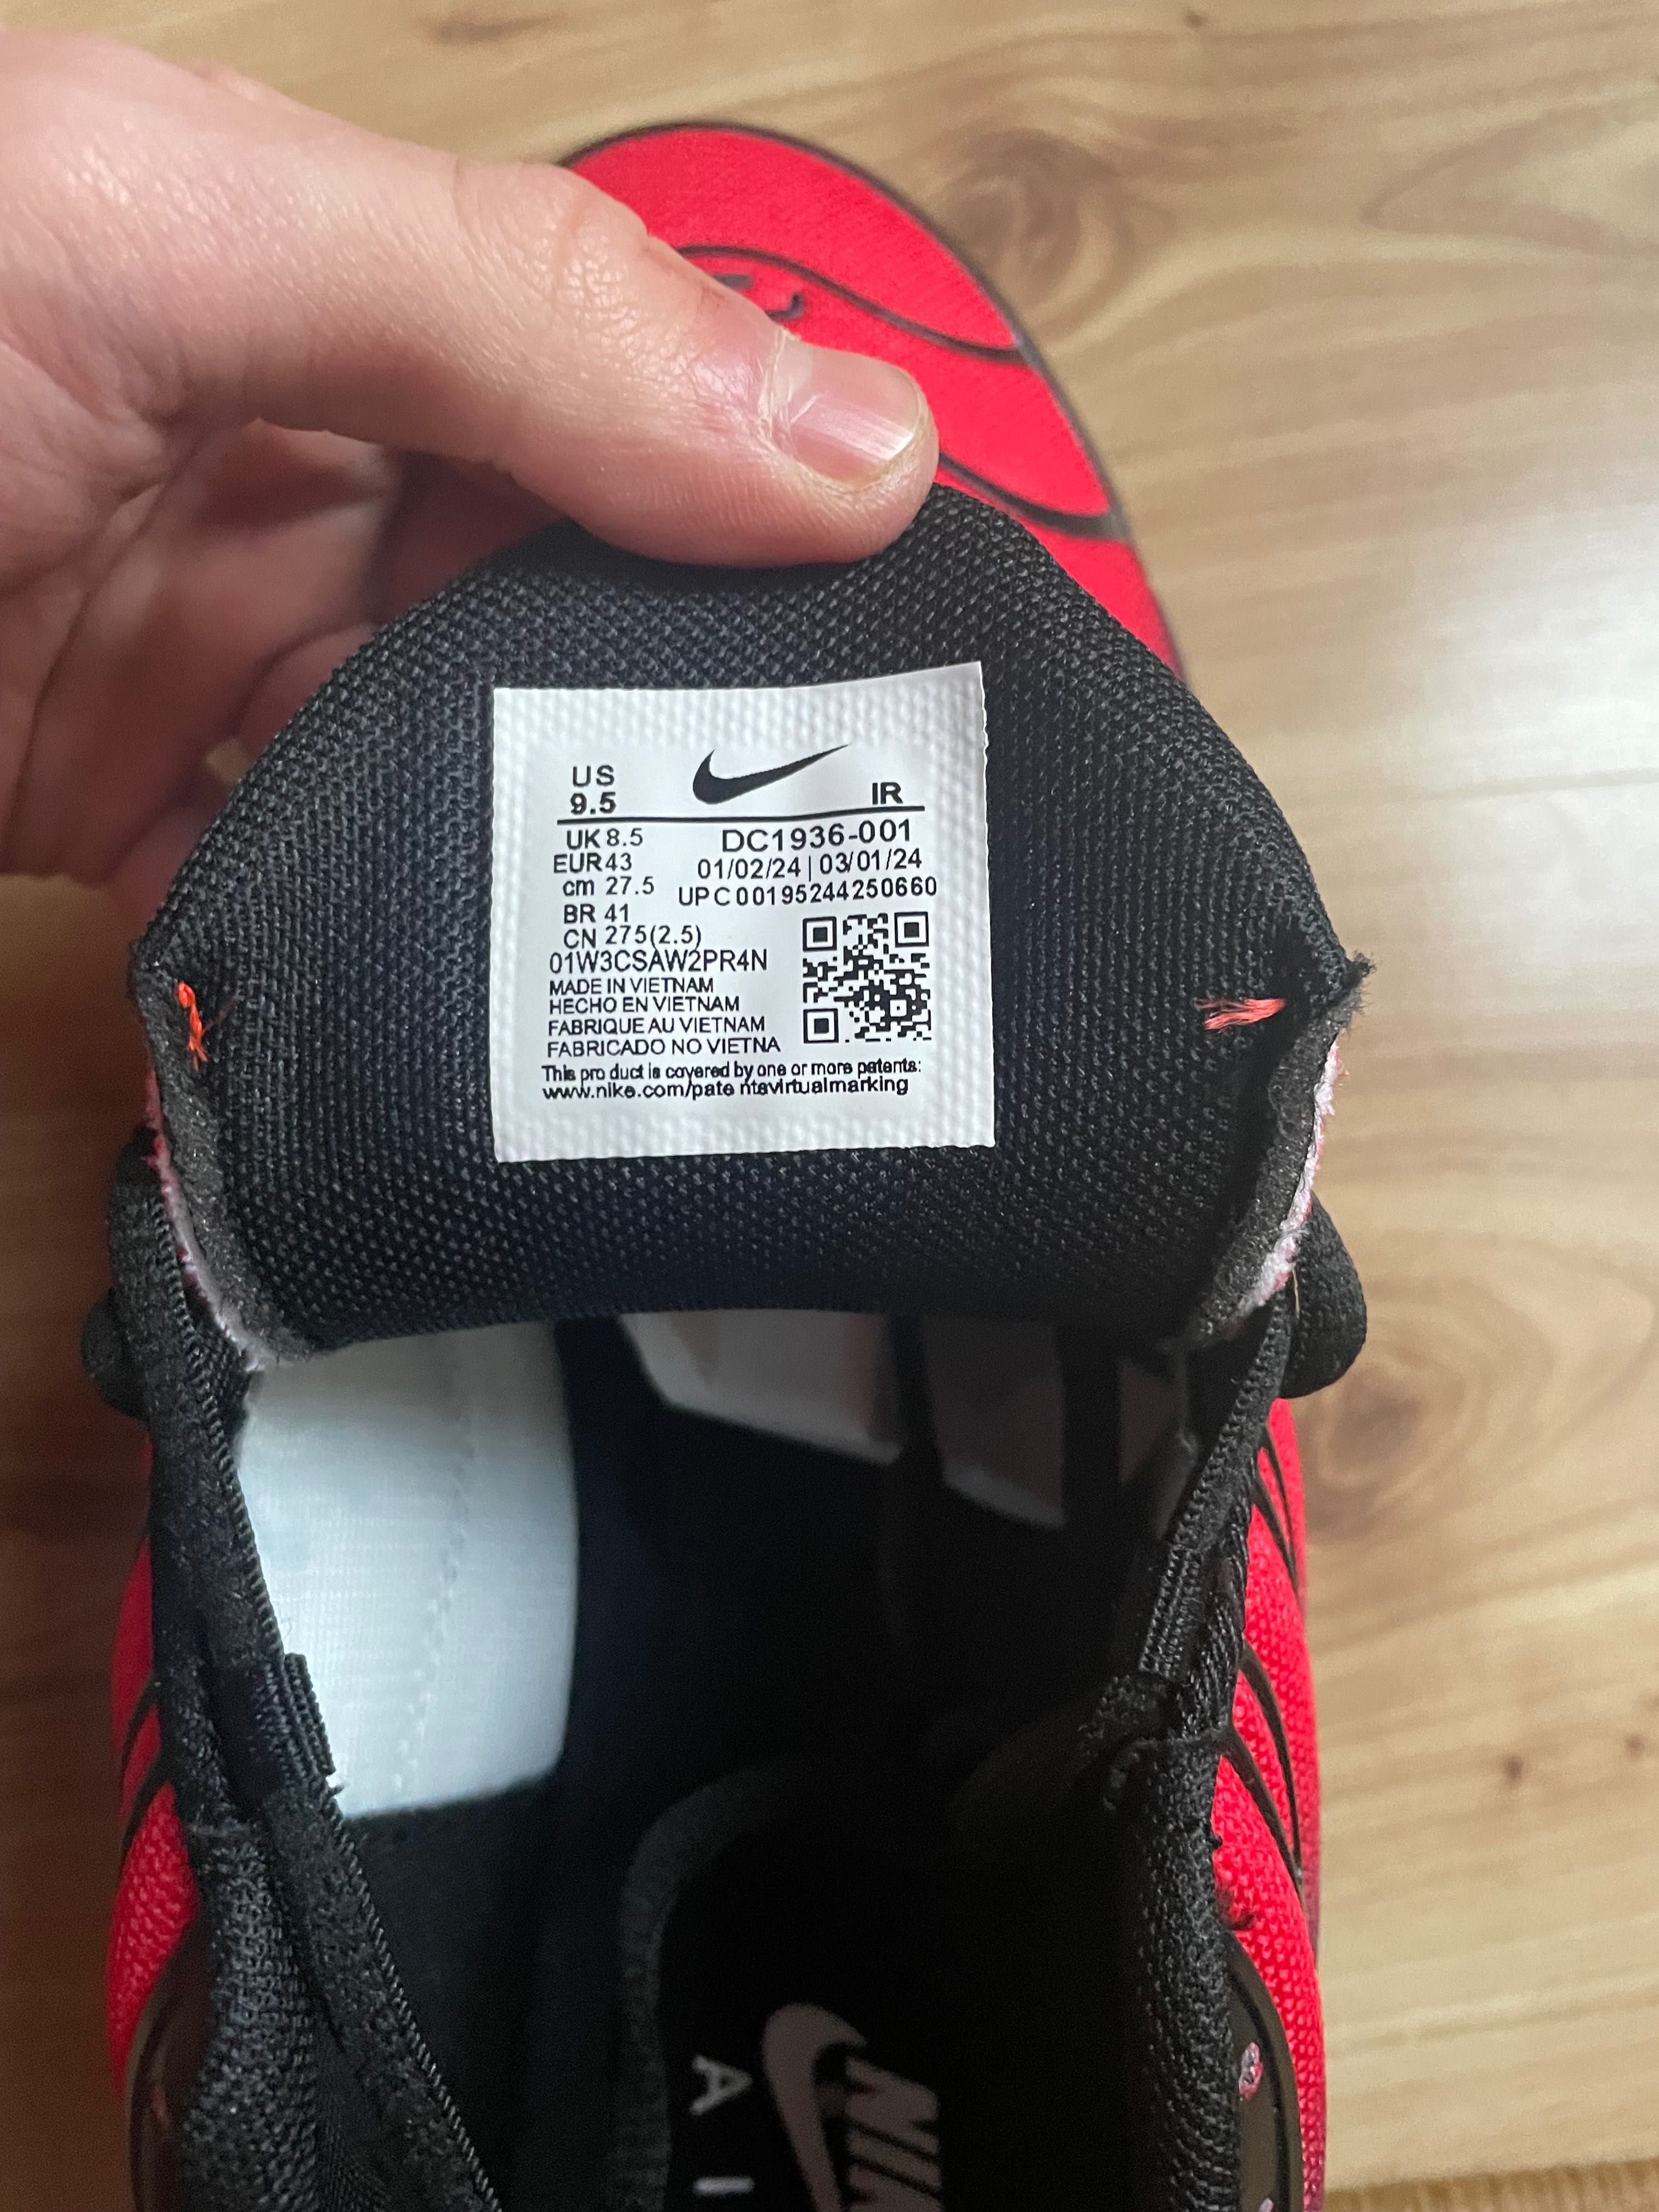 US
9.5 IR
UK 8.5 DC1936-001
EUR 43 01/02/24 | 03/01/24
cm 27.5 UPC 00195244250660
BR 41
CN 275(2.5)
01W3CSAW2PR4N
MADE IN VIETNAM
HECHO EN VIETNAM
FABRIQUE AU VIETNAM
FABRICADO NO VIETNA
This pro duct is covered by one or more patents:
www.nike.com/pate ntsvirtualmarking